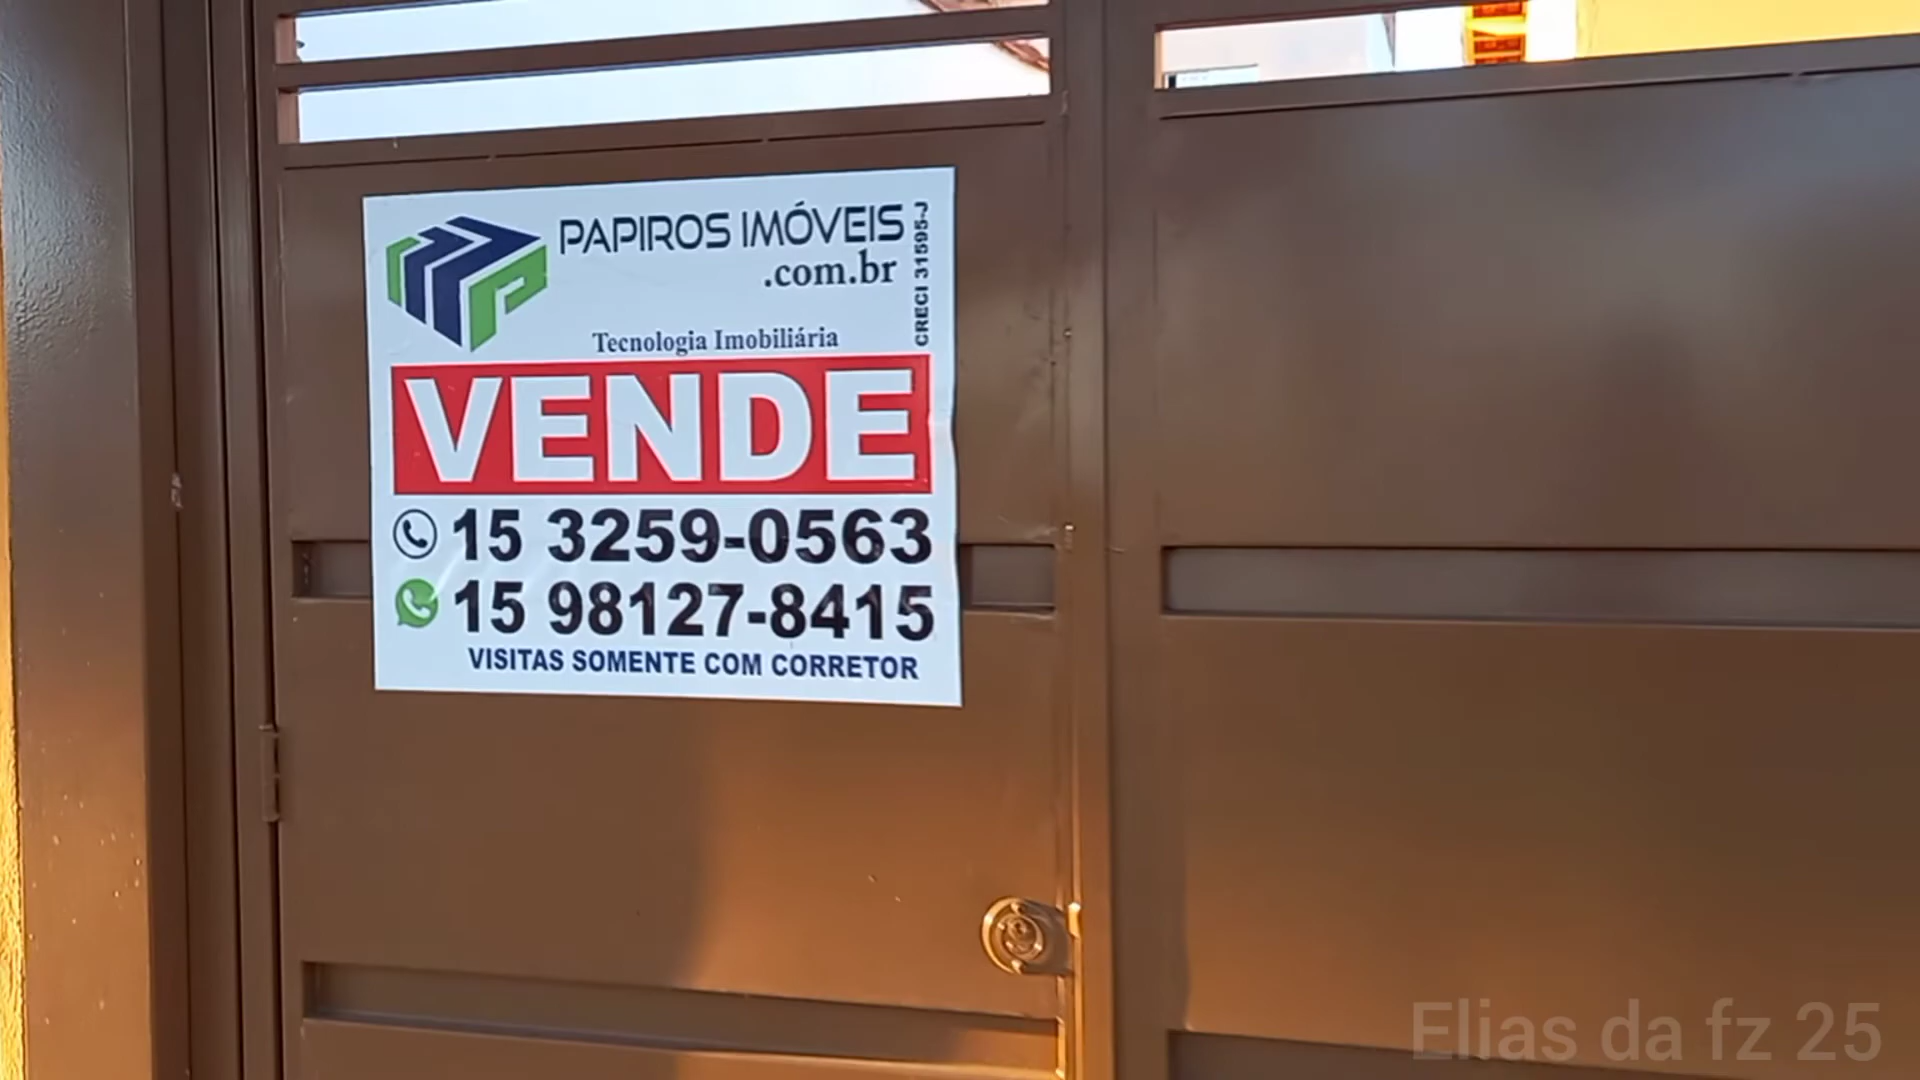 PAPIROS IMÓVEIS
.com.br
CRECI 31595-J
Tecnologia Imobiliária
VENDE
15 3259-0563
15 98127-8415
VISITAS SOMENTE COM CORRETOR
Elias da fz 25